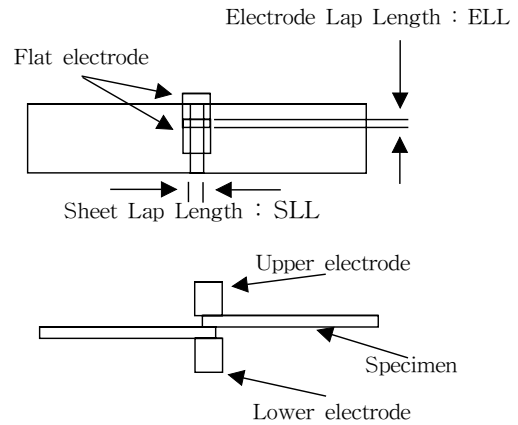 Electrode Lap Length : ELL
Flat electrode
Sheet Lap Length : SLL
Upper electrode
Specimen
Lower electrode